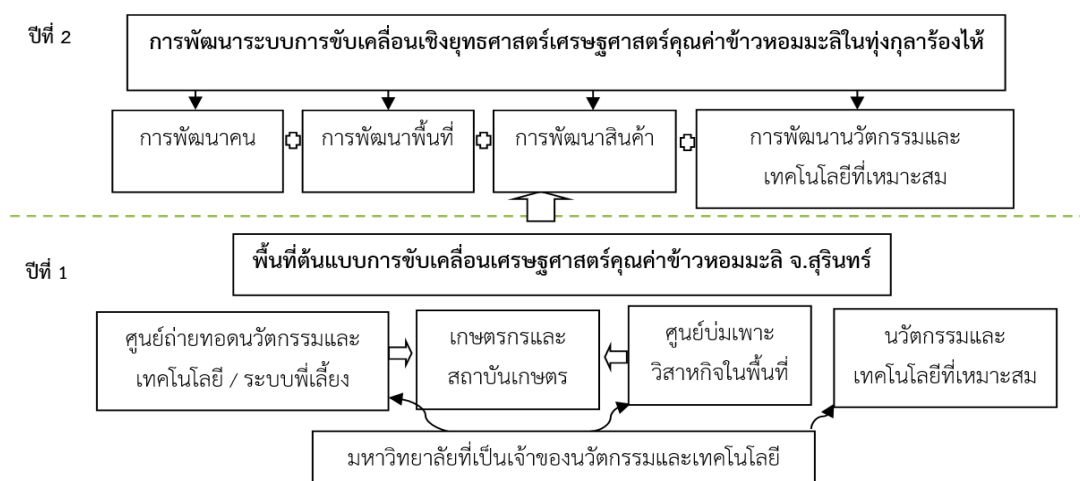 ปีที่ 2
การพัฒนาระบบการขับเคลื่อนเชิงยุทธศาสตร์เศรษฐศาสตร์คุณค่าข้าวหอมมะลิในทุ่งกุลาร้องไห้
การพัฒนาคน
การพัฒนาพื้นที่
การพัฒนาสินค้า
การพัฒนานวัตกรรมและ
เทคโนโลยีที่เหมาะสม
ปีที่ 1
พื้นที่ต้นแบบการขับเคลื่อนเศรษฐศาสตร์คุณค่าข้าวหอมมะลิ จ.สุรินทร์
ศูนย์ถ่ายทอดนวัตกรรมและ
เทคโนโลยี / ระบบพี่เลี้ยง
เกษตรกรและ
สถาบันเกษตร
ศูนย์บ่มเพาะ
วิสาหกิจในพื้นที่
นวัตกรรมและ
เทคโนโลยีที่เหมาะสม
มหาวิทยาลัยที่เป็นเจ้าของนวัตกรรมและเทคโนโลยี